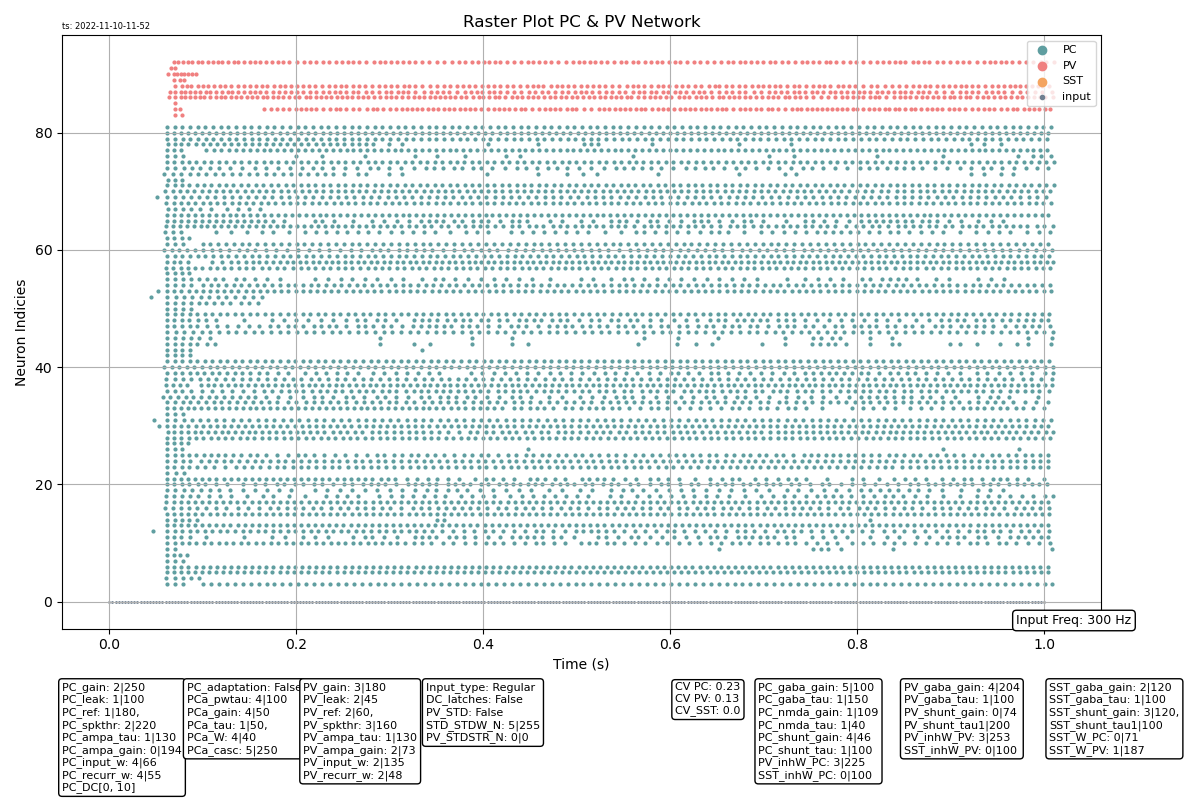 ts: 2022-11-10-11-52
Raster Plot PC & PV Network
PC
PV
SST
input
Neuron Indicies
80
60
40
20
0
0.0 0.2 0.4 0.6 0.8 1.0
Time (s)
Input Freq: 300 Hz
PC_gain: 2|250
PC_leak: 1|100
PC_ref: 1|180,
PC_spkthr: 2|220
PC_ampa_tau: 1|130
PC_ampa_gain: 0|194
PC_input_w: 4|66
PC_recurr_w: 4|55
PC_DC[0, 10]
PC_adaptation: False
PCa_pwtau: 4|100
PCa_gain: 4|50
PCa_tau: 1|50,
PCa_W: 4|40
PCa_casc: 5|250
PV_gain: 3|180
PV_leak: 2|45
PV_ref: 2|60,
PV_spkthr: 3|160
PV_ampa_tau: 1|130
PV_ampa_gain: 2|73
PV_input_w: 2|135
PV_recurr_w: 2|48
Input_type: Regular
DC_latches: False
PV_STD: False
STD_STDW_N: 5|255
PV_STDSTR_N: 0|0
CV PC: 0.23
CV PV: 0.13
CV_SST: 0.0
PC_gaba_gain: 5|100
PC_gaba_tau: 1|150
PC_nmda_gain: 1|109
PC_nmda_tau: 1|40
PC_shunt_gain: 4|46
PC_shunt_tau: 1|100
PV_inhW_PC: 3|225
SST_inhW_PC: 0|100
PV_gaba_gain: 4|204
PV_gaba_tau: 1|100
PV_shunt_gain: 0|74
PV_shunt_tau1|200
PV_inhW_PV: 3|253
SST_inhW_PV: 0|100
SST_gaba_gain: 2|120
SST_gaba_tau: 1|100
SST_shunt_gain: 3|120,
SST_shunt_tau1|100
SST_W_PC: 0|71
SST_W_PV: 1|187